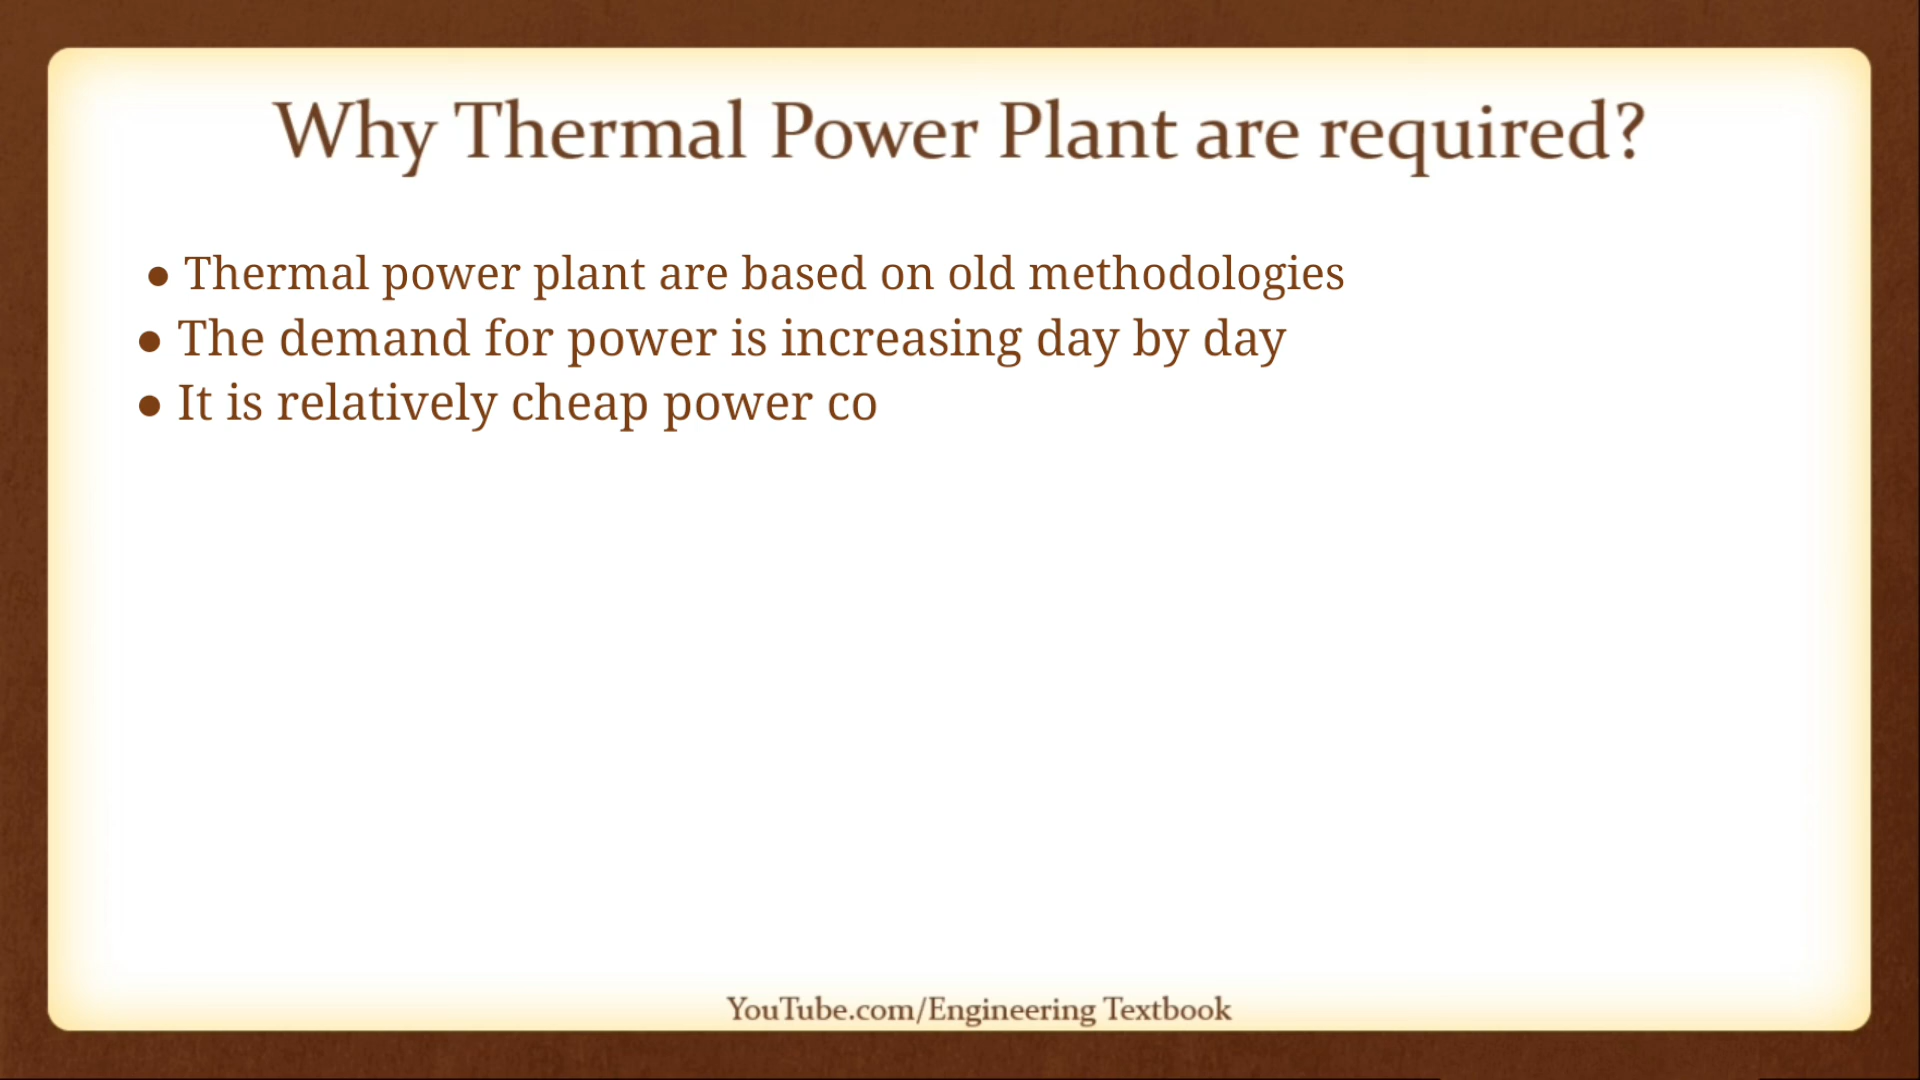 Why Thermal Power Plant are required?
● Thermal power plant are based on old methodologies
● The demand for power is increasing day by day
● It is relatively cheap power co
YouTube.com/Engineering Textbook